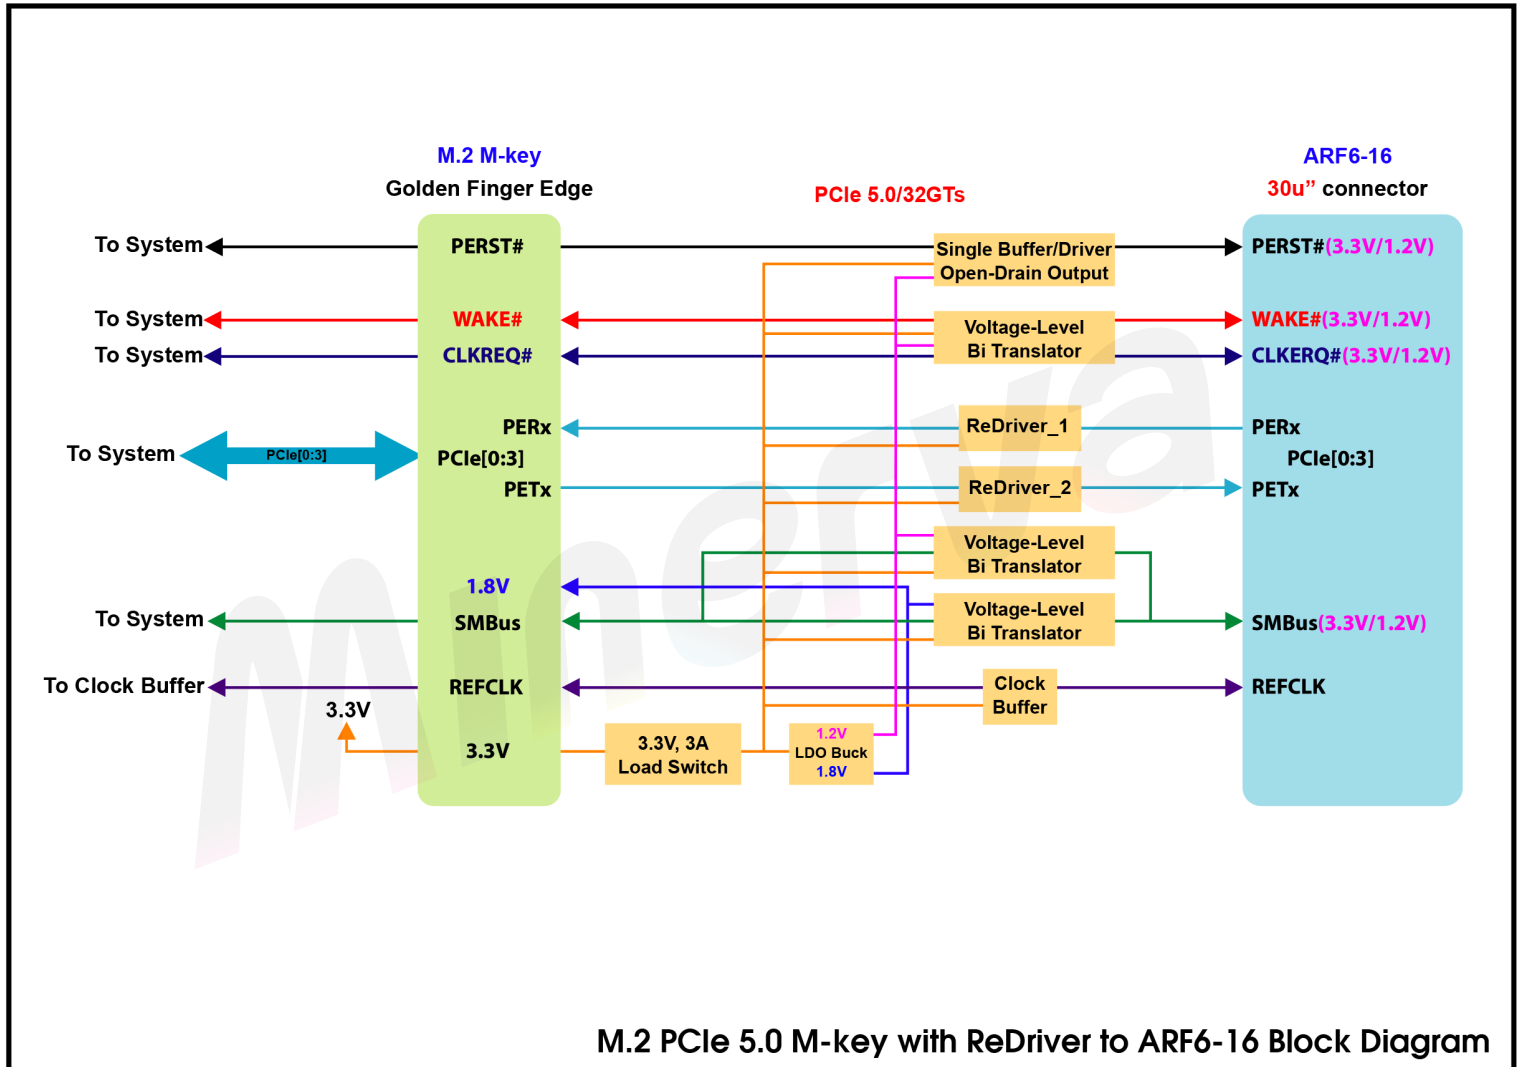 M.2 M-key
Golden Finger Edge
PCIe 5.0/32GTs
ARF6-16
30u” connector
To System
PERST#
Single Buffer/Driver
Open-Drain Output
PERST#(3.3V/1.2V)
To System
WAKE#
Voltage-Level
Bi Translator
WAKE#(3.3V/1.2V)
To System
CLKREQ#
CLKERQ#(3.3V/1.2V)
PERx
ReDriver_1
PERx
To System
PCIe[0:3]
PCIe[0:3]
PCIe[0:3]
PETx
ReDriver_2
PETx
Voltage-Level
Bi Translator
1.8V
To System
SMBus
Voltage-Level
Bi Translator
SMBus(3.3V/1.2V)
To Clock Buffer
REFCLK
Clock
Buffer
REFCLK
3.3V
3.3V
3.3V, 3A
Load Switch
1.2V
LDO Buck
1.8V
Minerva
M.2 PCIe 5.0 M-key with ReDriver to ARF6-16 Block Diagram